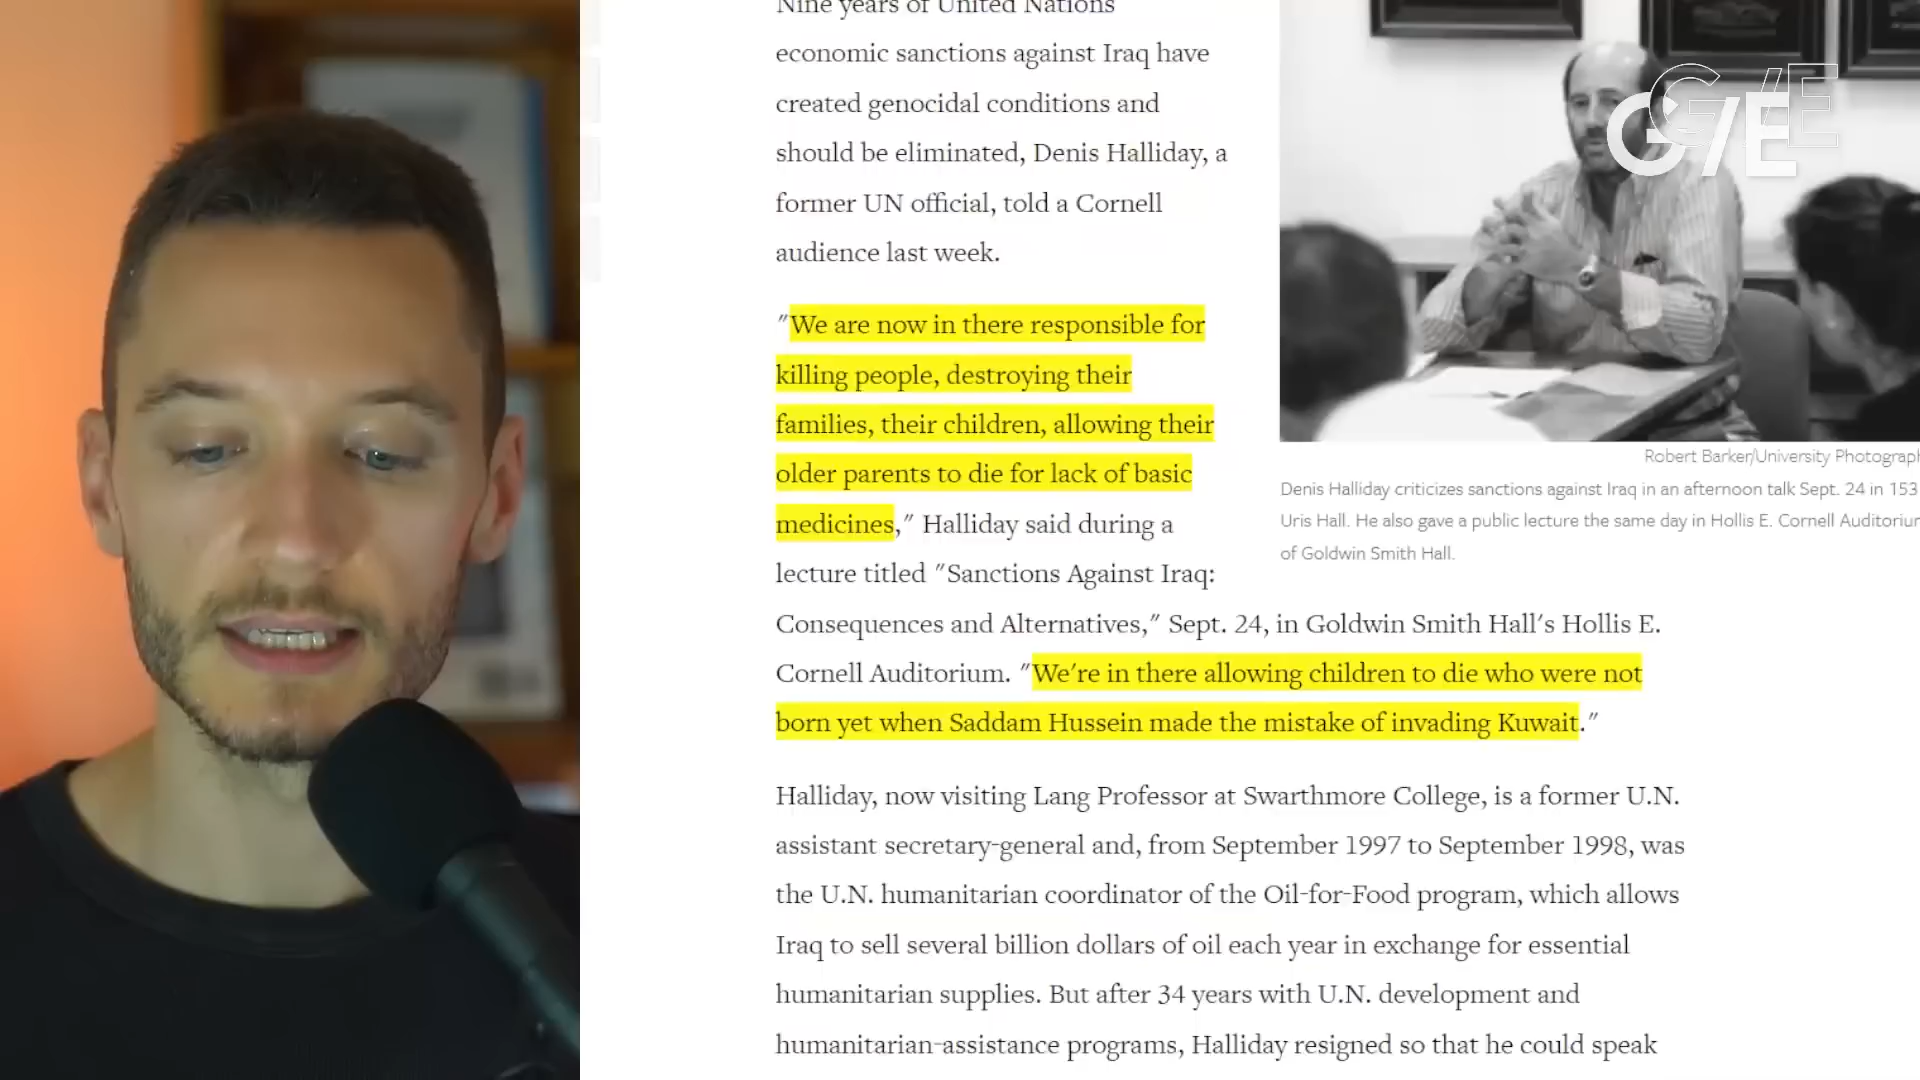 Nine years of United Nations
economic sanctions against Iraq have
created genocidal conditions and
should be eliminated, Denis Halliday, a
former UN official, told a Cornell
audience last week.
"We are now in there responsible for
killing people, destroying their
families, their children, allowing their
older parents to die for lack of basic
medicines," Halliday said during a
lecture titled "Sanctions Against Iraq:
Consequences and Alternatives," Sept. 24, in Goldwin Smith Hall's Hollis E.
Cornell Auditorium. "We're in there allowing children to die who were not
born yet when Saddam Hussein made the mistake of invading Kuwait."
Halliday, now visiting Lang Professor at Swarthmore College, is a former U.N.
assistant secretary-general and, from September 1997 to September 1998, was
the U.N. humanitarian coordinator of the Oil-for-Food program, which allows
Iraq to sell several billion dollars of oil each year in exchange for essential
humanitarian supplies. But after 34 years with U.N. development and
humanitarian-assistance programs, Halliday resigned so that he could speak
G/E
Robert Barker/University Photograph
Denis Halliday criticizes sanctions against Iraq in an afternoon talk Sept. 24 in 153
Uris Hall. He also gave a public lecture the same day in Hollis E. Cornell Auditoriu
of Goldwin Smith Hall.